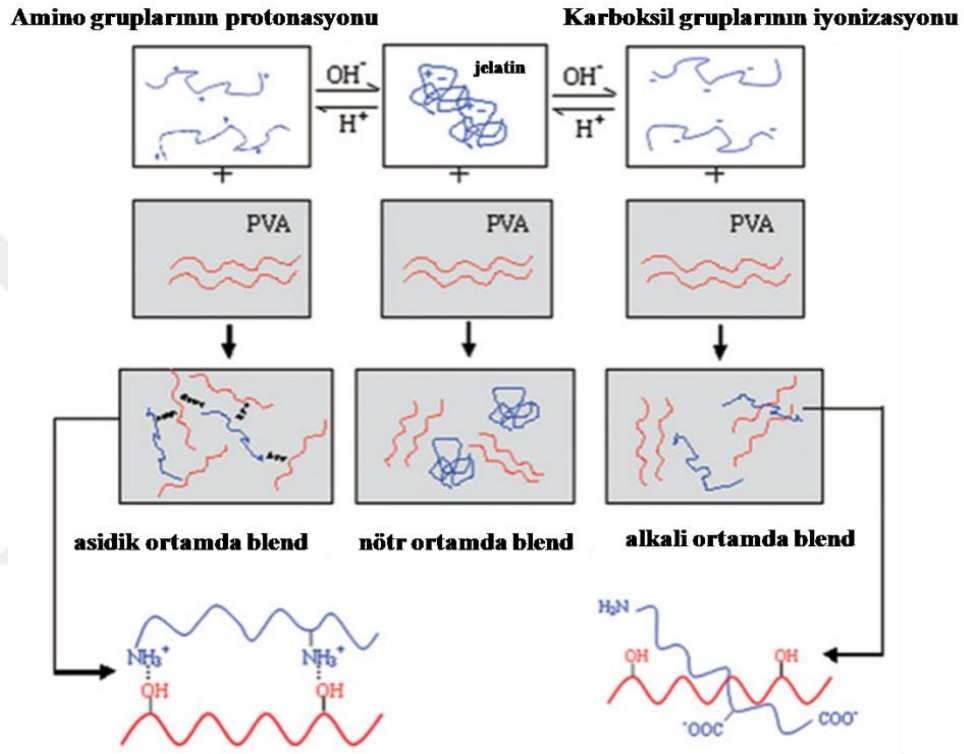 Amino gruplarının protonasyonu
Karboksil gruplarının iyonizasyonu
OH⁻
H⁺
jelatin
+ -
+ -
OH⁻
H⁺
+
+
+
PVA
PVA
PVA
asidik ortamda blend
nötr ortamda blend
alkali ortamda blend
NH₃⁺
NH₃⁺
OH
OH
H₂N
OH
OH
⁻OOC
COO⁻